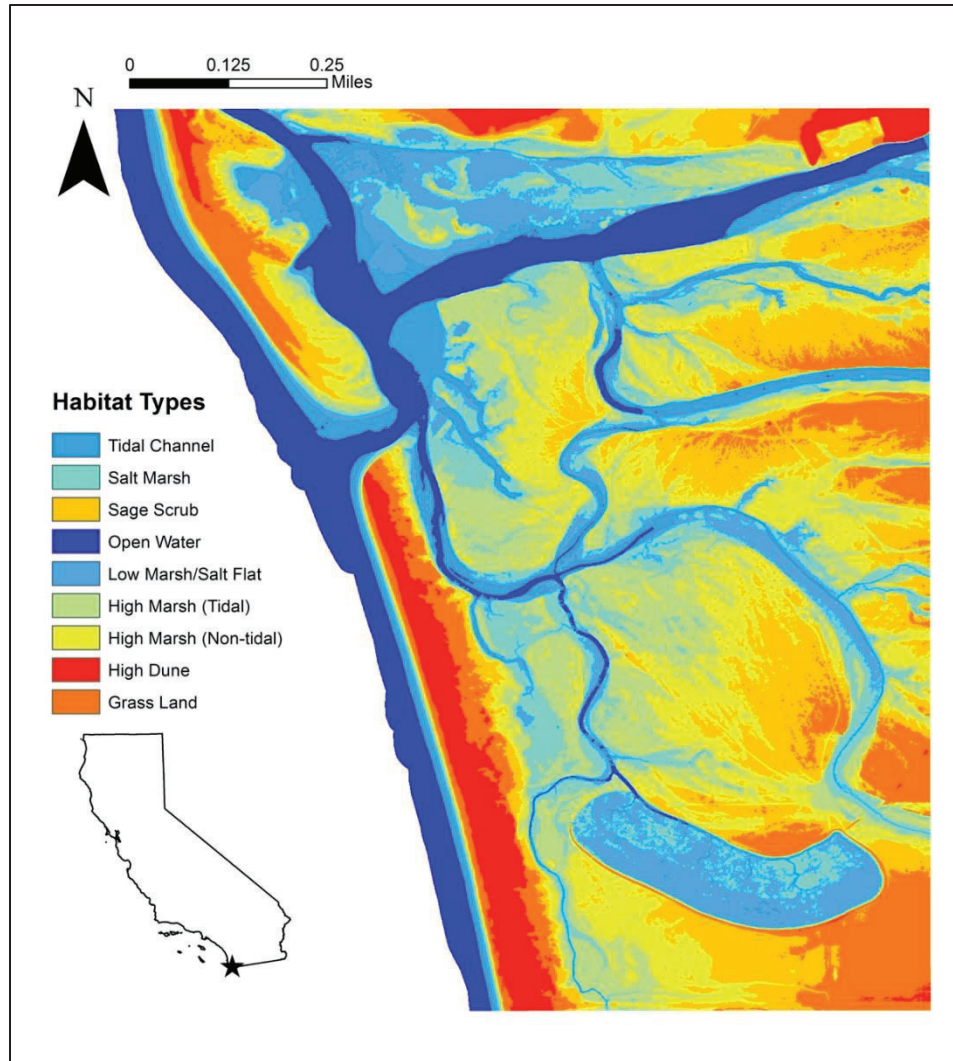 0 0.125 0.25
Miles
N
Habitat Types
Tidal Channel
Salt Marsh
Sage Scrub
Open Water
Low Marsh/Salt Flat
High Marsh (Tidal)
High Marsh (Non-tidal)
High Dune
Grass Land